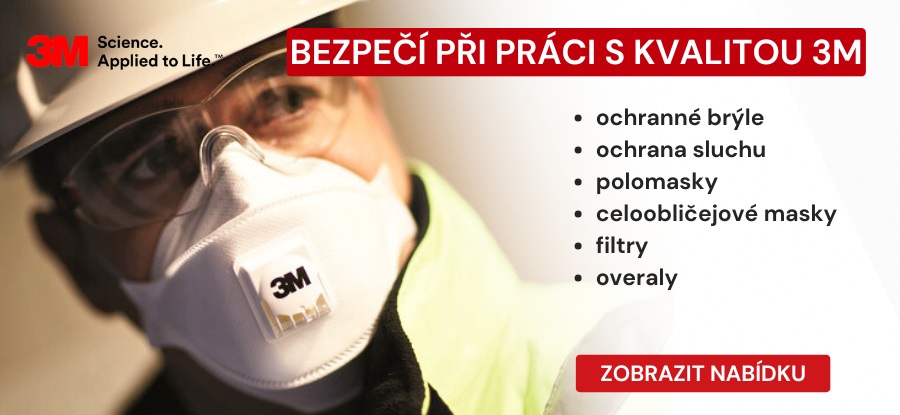 3M Science.
Applied to Life.™
BEZPEČÍ PŘI PRÁCI S KVALITOU 3M
• ochranné brýle
• ochrana sluchu
• polomasky
• celoobličejové masky
• filtry
• overaly
3M
ZOBRAZIT NABÍDKU